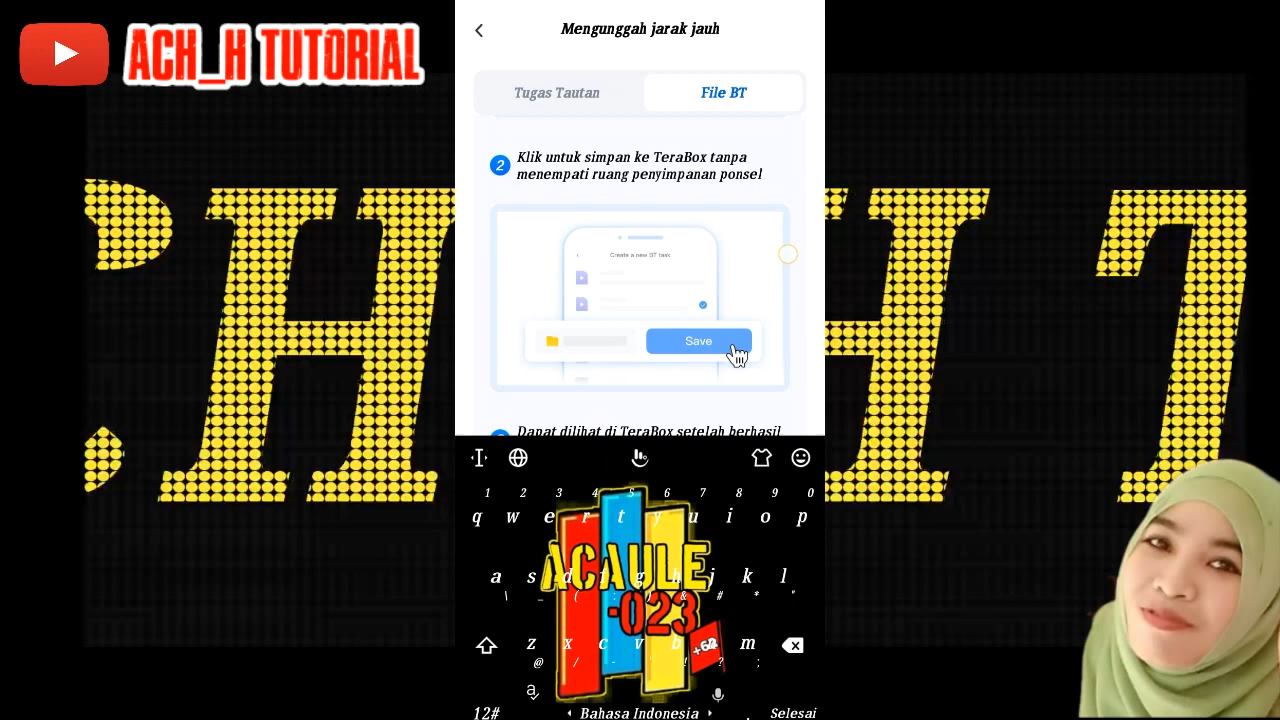 ACH_H TUTORIAL
Mengunggah jarak jauh
Tugas Tautan
File BT
2
Klik untuk simpan ke TeraBox tanpa
menempati ruang penyimpanan ponsel
Create a new BT task
Save
Dapat dilihat di TeraBox setelah berhasil
1 2 3 4 5 6 7 8 9 0
q w e r t y u i o p
ACAULE
a s d f g h j k l
\ _ ( : ) & # * "
-023
z x c v b n m
+62
@ / - ' ! ? ;
a
12#
Bahasa Indonesia
.
Selesai